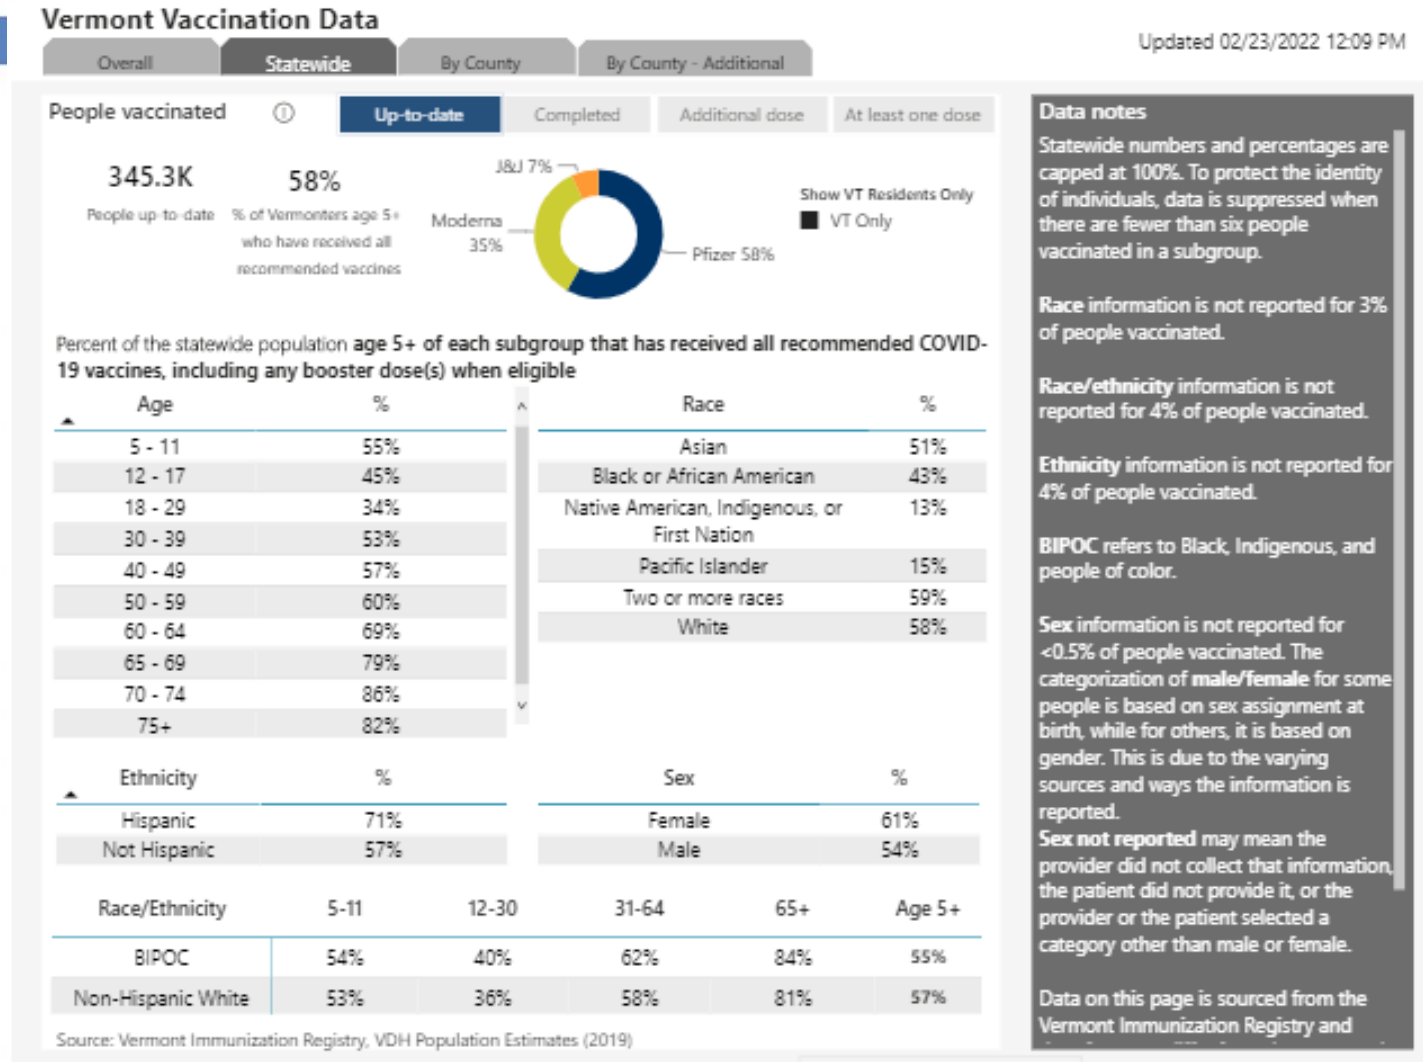 Vermont Vaccination Data
Updated 02/23/2022 12:09 PM
Overall Statewide By County By County - Additional
People vaccinated
Up-to-date Completed Additional dose At least one dose
345.3K
People up-to-date
58%
% of Vermonters age 5+
who have received all
recommended vaccines
J&J 7%
Moderna
35%
Pfizer 58%
Show VT Residents Only
VT Only
Percent of the statewide population age 5+ of each subgroup that has received all recommended COVID-
19 vaccines, including any booster dose(s) when eligible
Age %
5 - 11 55%
12 - 17 45%
18 - 29 34%
30 - 39 53%
40 - 49 57%
50 - 59 60%
60 - 64 69%
65 - 69 79%
70 - 74 86%
75+ 82%
Race %
Asian 51%
Black or African American 43%
Native American, Indigenous, or 13%
First Nation
Pacific Islander 15%
Two or more races 59%
White 58%
Ethnicity %
Hispanic 71%
Not Hispanic 57%
Sex %
Female 61%
Male 54%
Race/Ethnicity 5-11 12-30 31-64 65+ Age 5+
BIPOC 54% 40% 62% 84% 55%
Non-Hispanic White 53% 36% 58% 81% 57%
Source: Vermont Immunization Registry, VDH Population Estimates (2019)
Data notes
Statewide numbers and percentages are
capped at 100%. To protect the identity
of individuals, data is suppressed when
there are fewer than six people
vaccinated in a subgroup.
Race information is not reported for 3%
of people vaccinated.
Race/ethnicity information is not
reported for 4% of people vaccinated.
Ethnicity information is not reported for
4% of people vaccinated.
BIPOC refers to Black, Indigenous, and
people of color.
Sex information is not reported for
<0.5% of people vaccinated. The
categorization of male/female for some
people is based on sex assignment at
birth, while for others, it is based on
gender. This is due to the varying
sources and ways the information is
reported.
Sex not reported may mean the
provider did not collect that information,
the patient did not provide it, or the
provider or the patient selected a
category other than male or female.
Data on this page is sourced from the
Vermont Immunization Registry and